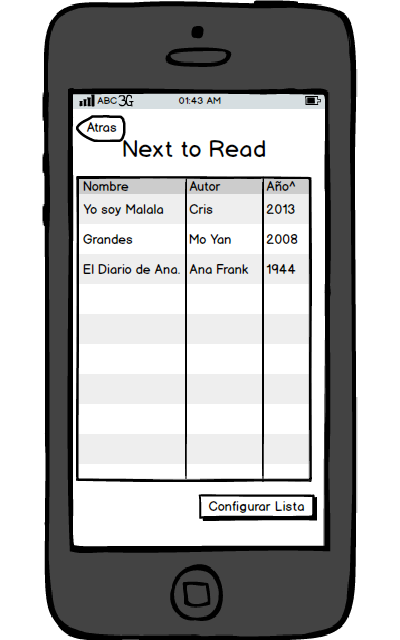 ABC 3G 01:43 AM
Atras
Next to Read
Nombre Autor Año^
Yo soy Malala Cris 2013
Grandes Mo Yan 2008
El Diario de Ana. Ana Frank 1944
Configurar Lista